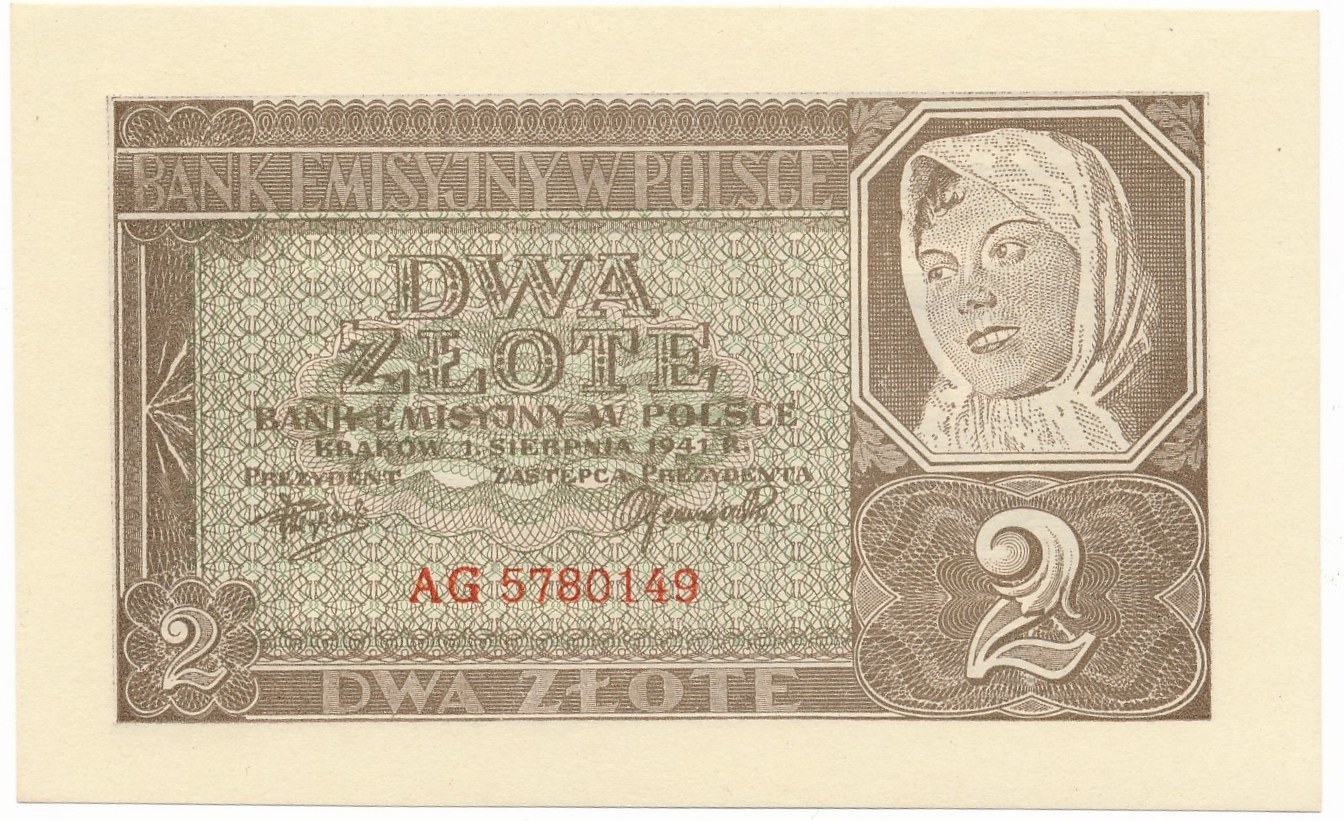 BANK EMISYJNY W POLSCE
DWA
ZŁOTE
BANK EMISYJNY W POLSCE
KRAKÓW 1. SIERPNIA 1941 R.
PREZYDENT ZASTĘPCA PREZYDENTA
AG 5780149
2
DWA ZŁOTE
2